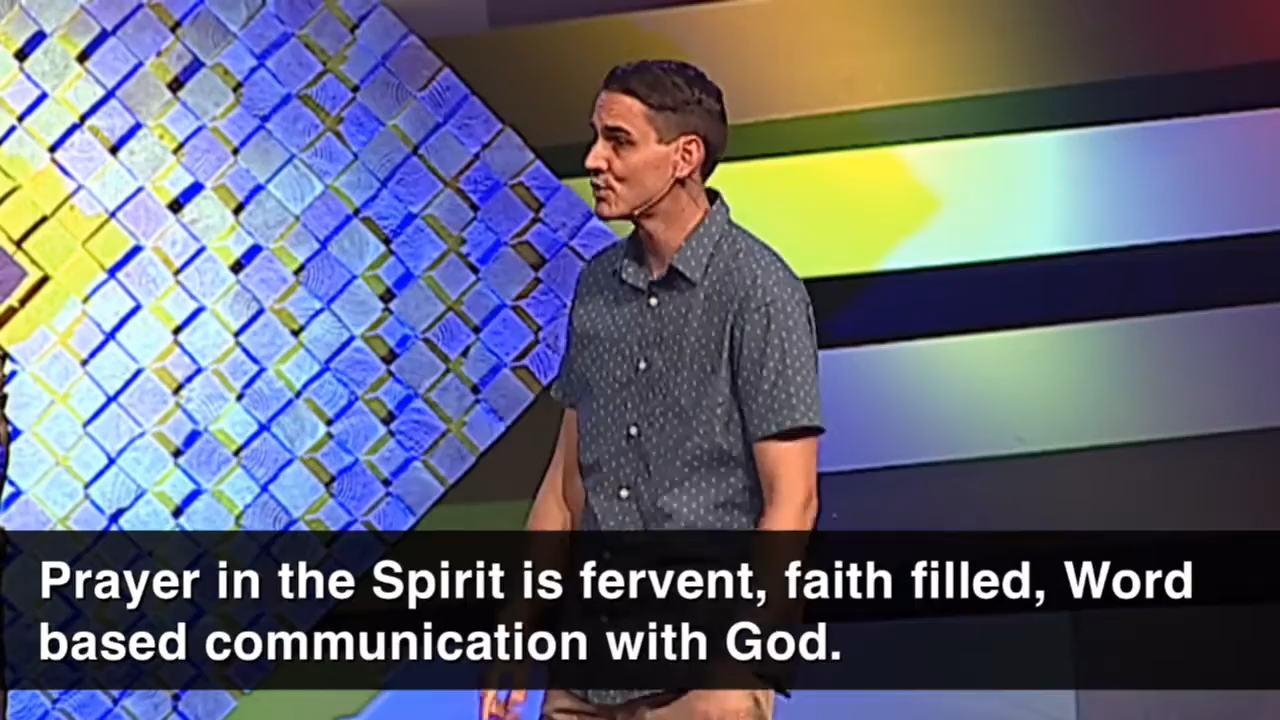 Prayer in the Spirit is fervent, faith filled, Word
based communication with God.